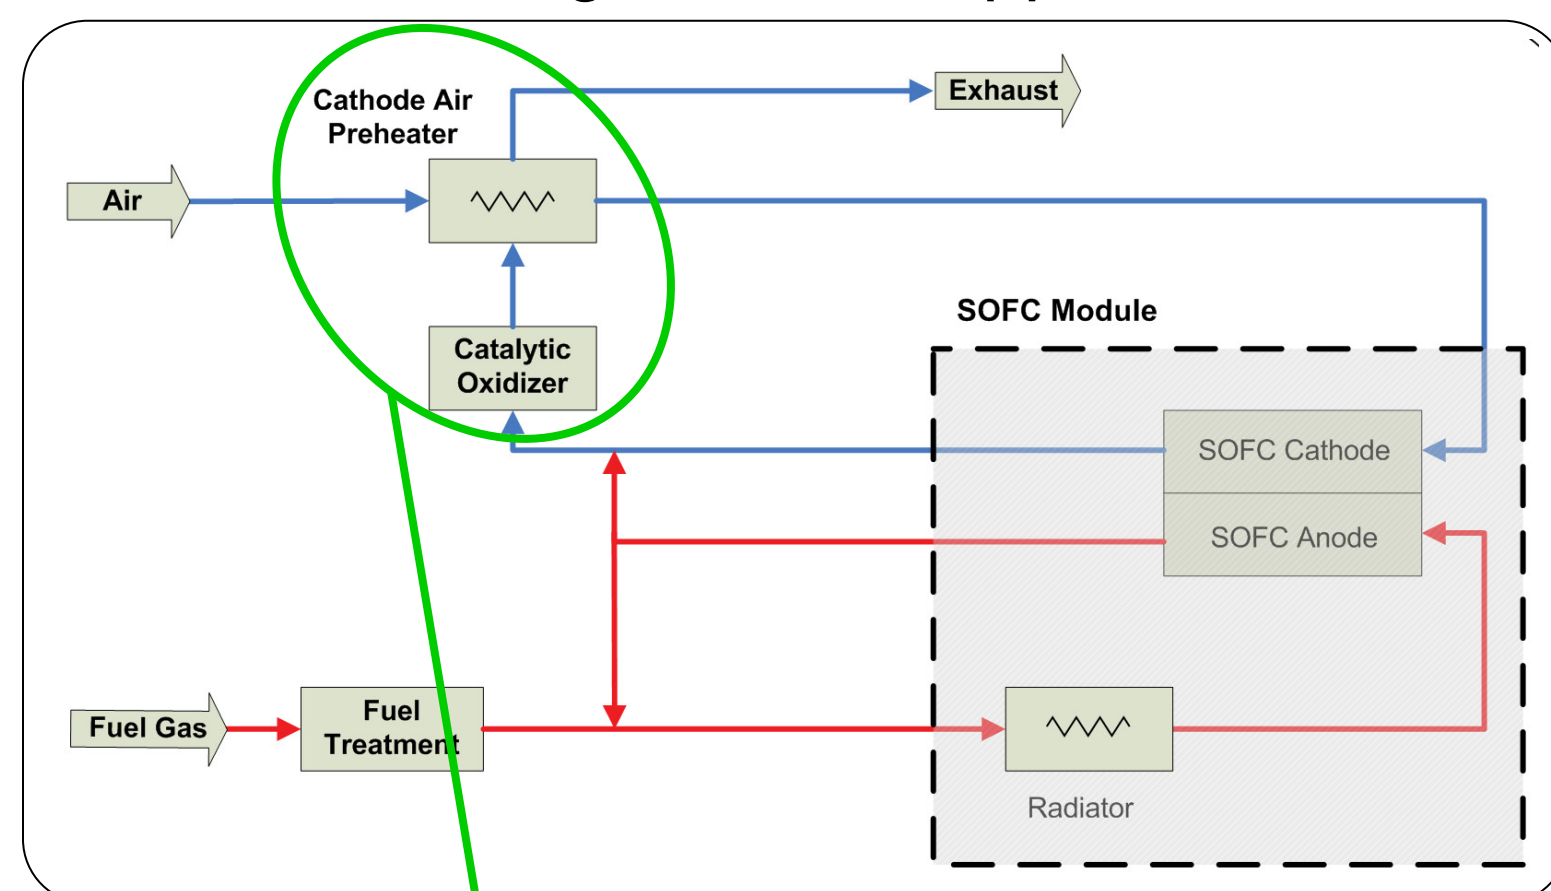 Cathode Air
Preheater
Exhaust
Air
SOFC Module
Catalytic
Oxidizer
SOFC Cathode
SOFC Anode
Fuel Gas
Fuel
Treatment
Radiator